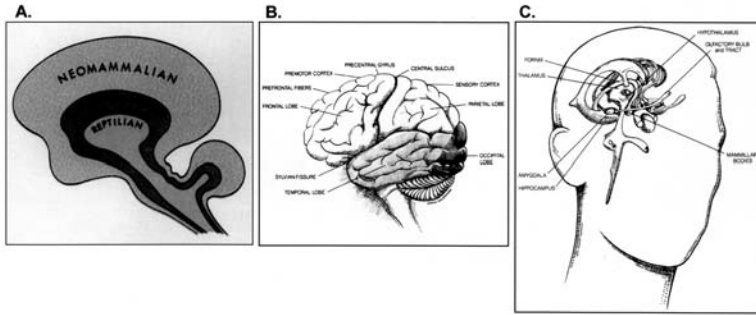 A.
NEOMAMMALIAN
REPTILIAN
B.
PRECENTRAL GYRUS
CENTRAL SULCUS
PREMOTOR CORTEX
SENSORY CORTEX
PREFRONTAL FIBERS
PARIETAL LOBE
FRONTAL LOBE
OCCIPITAL
LOBE
SYLVIAN FISSURE
TEMPORAL LOBE
C.
HYPOTHALAMUS
OLFACTORY BULB
and TRACT
FORNIX
THALAMUS
MAMMILLARY
BODIES
AMYGDALA
HIPPOCAMPUS